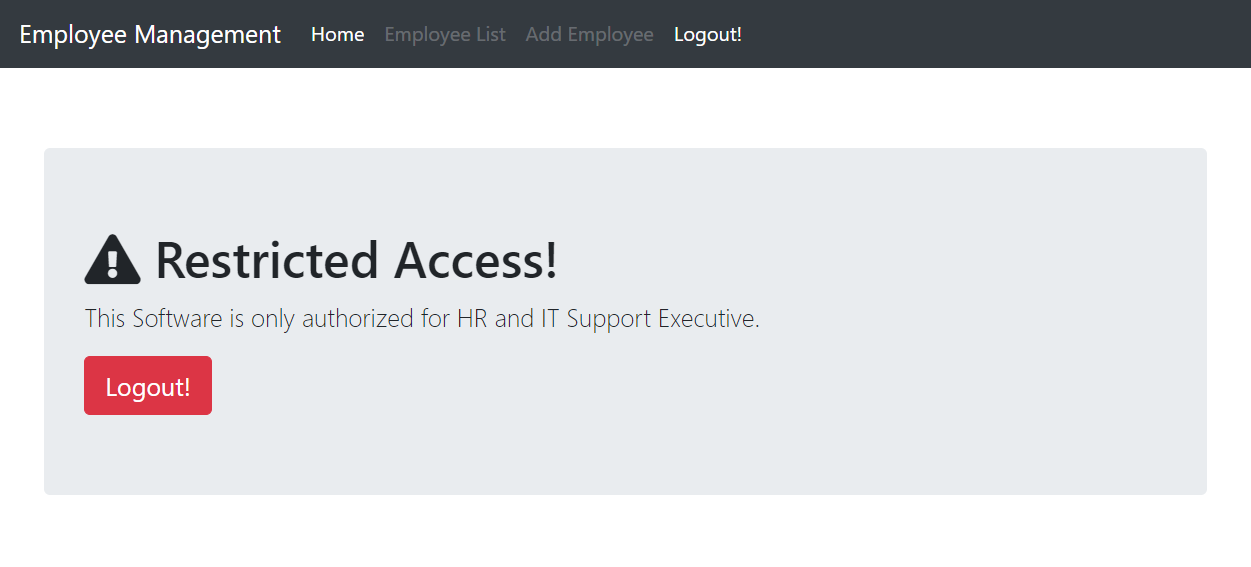 Employee Management Home Employee List Add Employee Logout!
Restricted Access!
This Software is only authorized for HR and IT Support Executive.
Logout!